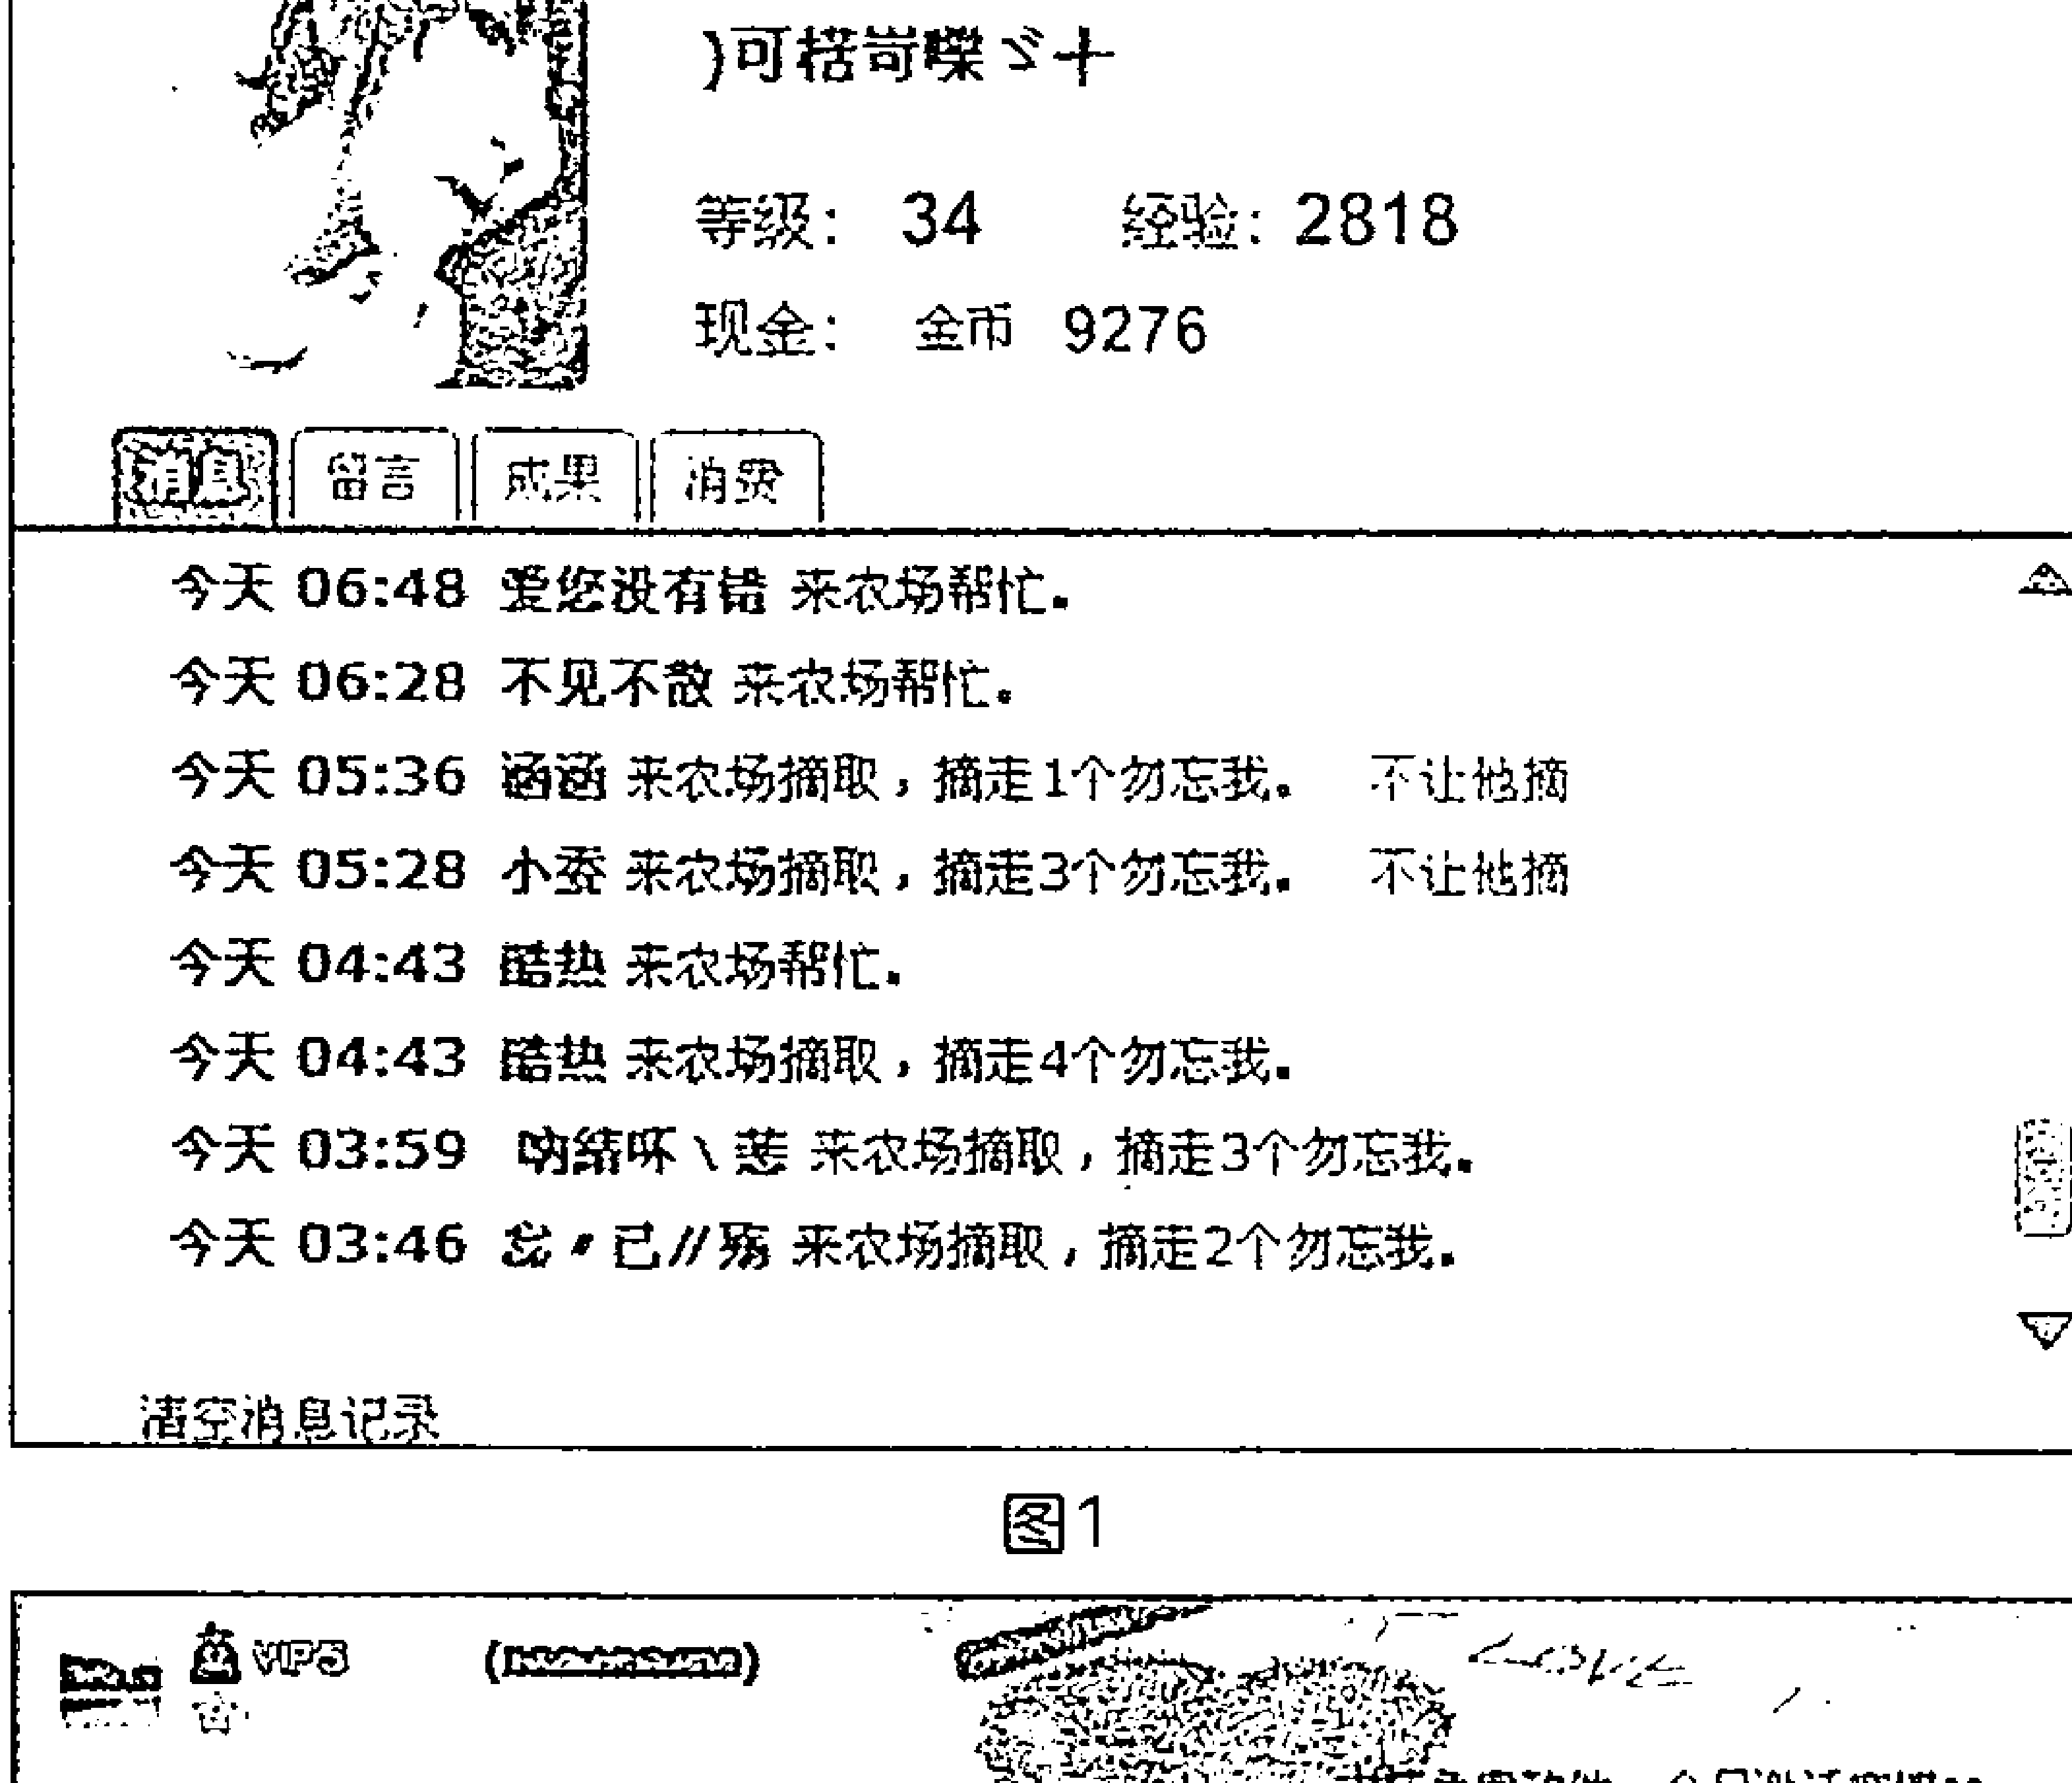 等级: 34 经验: 2818
现金: 金币 9276
消息 留言 成果 消费
今天 06:48 爱您没有错 来农场帮忙。
今天 06:28 不见不散 来农场帮忙。
今天 05:36 涵涵 来农场摘取，摘走1个勿忘我。 不让他摘
今天 05:28 小蚕 来农场摘取，摘走3个勿忘我。 不让他摘
今天 04:43 酷热 来农场帮忙。
今天 04:43 酷热 来农场摘取，摘走4个勿忘我。
今天 03:59 来农场摘取，摘走3个勿忘我。
今天 03:46 来农场摘取，摘走2个勿忘我。
清空消息记录
图1
VIP5